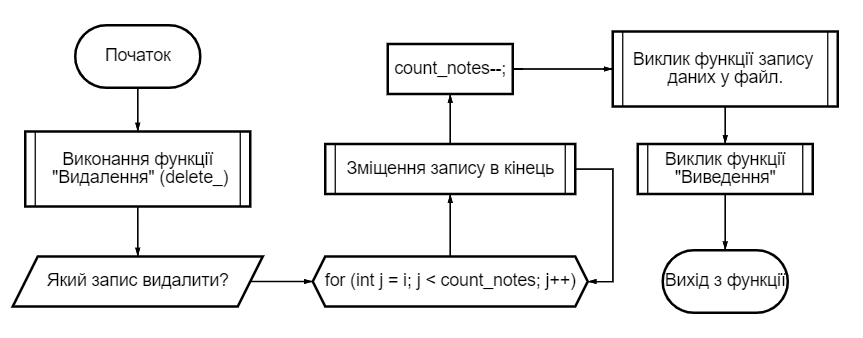 Початок
Виконання функції
"Видалення" (delete_)
Який запис видалити?
for (int j = i; j < count_notes; j++)
Зміщення запису в кінець
count_notes--;
Виклик функції запису
даних у файл.
Виклик функції
"Виведення"
Вихід з функції